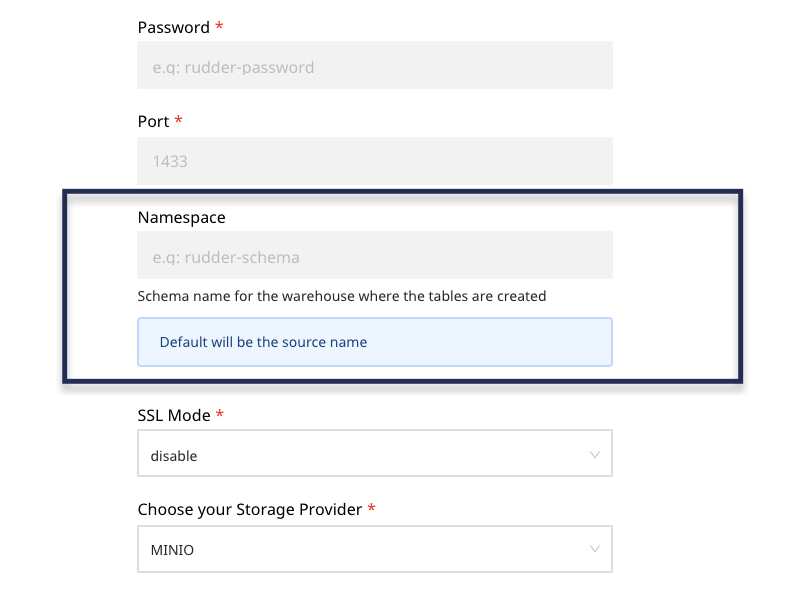 Password *
e.g: rudder-password
Port *
1433
Namespace
e.g: rudder-schema
Schema name for the warehouse where the tables are created
Default will be the source name
SSL Mode *
disable
Choose your Storage Provider *
MINIO